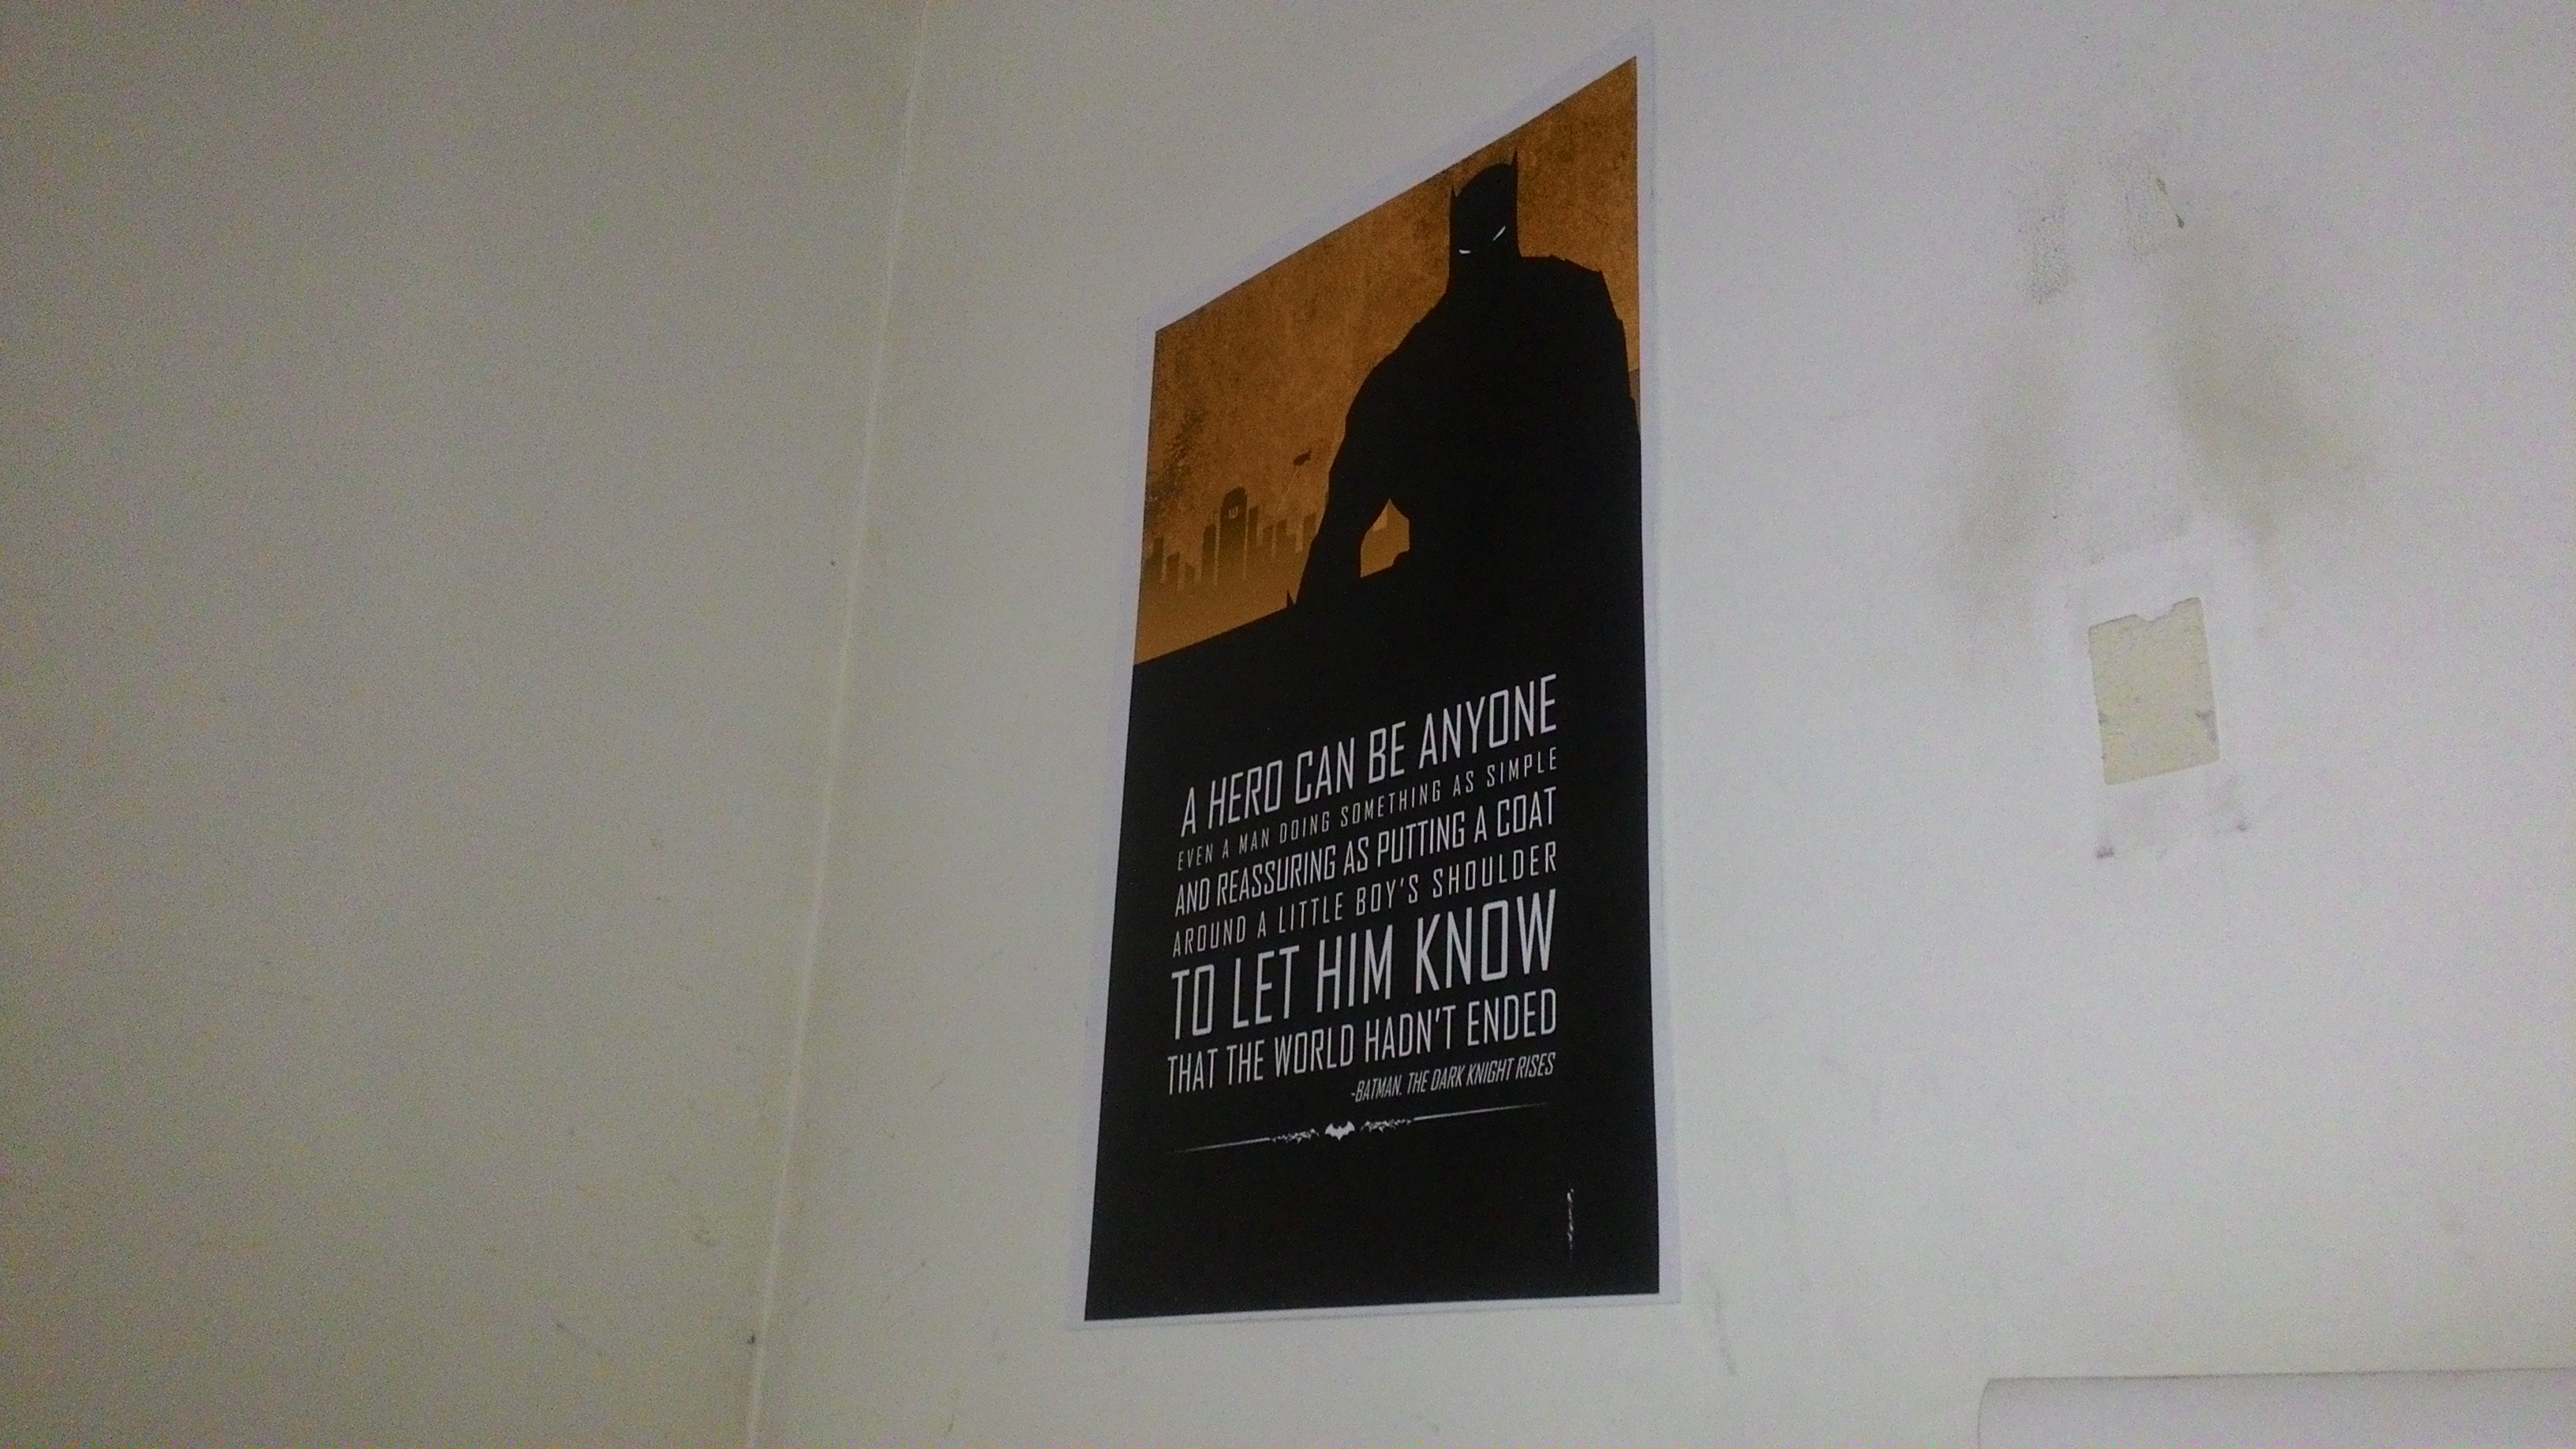 A HERO CAN BE ANYONE
EVEN A MAN DOING SOMETHING AS SIMPLE
AND REASSURING AS PUTTING A COAT
AROUND A LITTLE BOY'S SHOULDER
TO LET HIM KNOW
THAT THE WORLD HADN'T ENDED
-BATMAN. THE DARK KNIGHT RISES